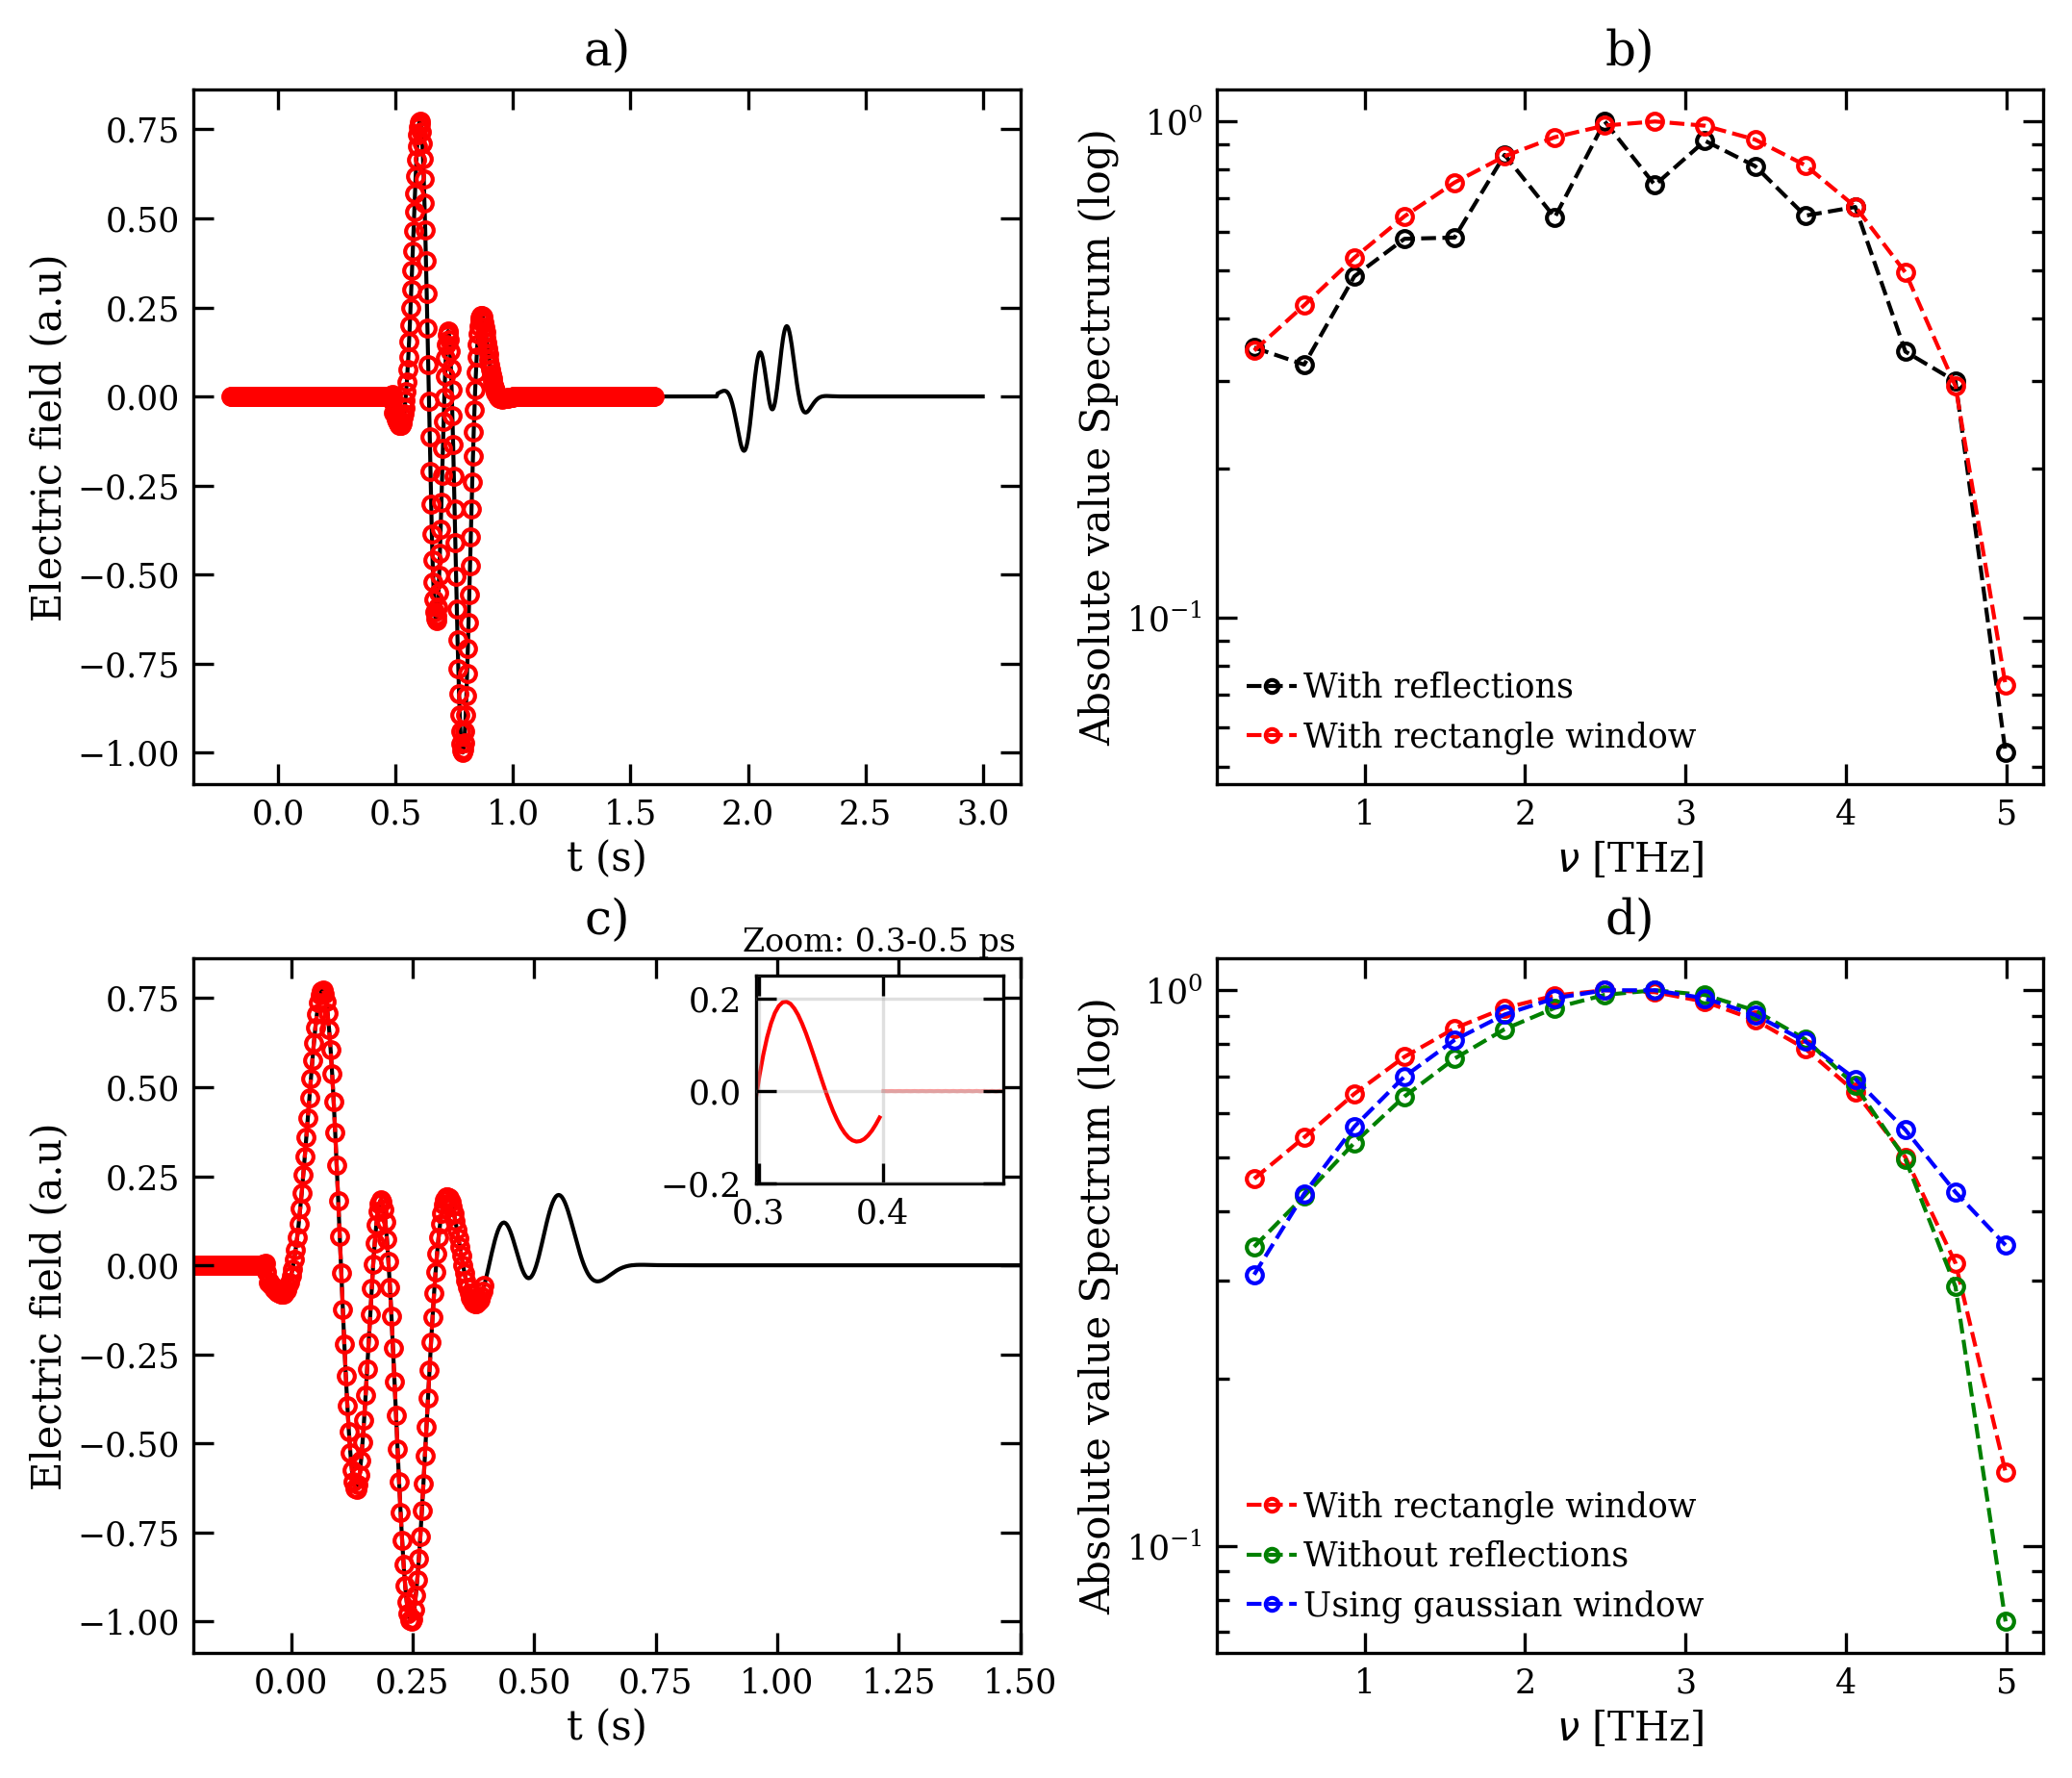 a)
0.75
0.50
0.25
0.00
−0.25
−0.50
−0.75
−1.00
Electric field (a.u)
0.0 0.5 1.0 1.5 2.0 2.5 3.0
t (s)
b)
10⁰
10⁻¹
Absolute value Spectrum (log)
With reflections
With rectangle window
1 2 3 4 5
ν [THz]
c)
Zoom: 0.3-0.5 ps
0.2
0.0
−0.2
0.3 0.4
0.75
0.50
0.25
0.00
−0.25
−0.50
−0.75
−1.00
Electric field (a.u)
0.00 0.25 0.50 0.75 1.00 1.25 1.50
t (s)
d)
10⁰
10⁻¹
Absolute value Spectrum (log)
With rectangle window
Without reflections
Using gaussian window
1 2 3 4 5
ν [THz]